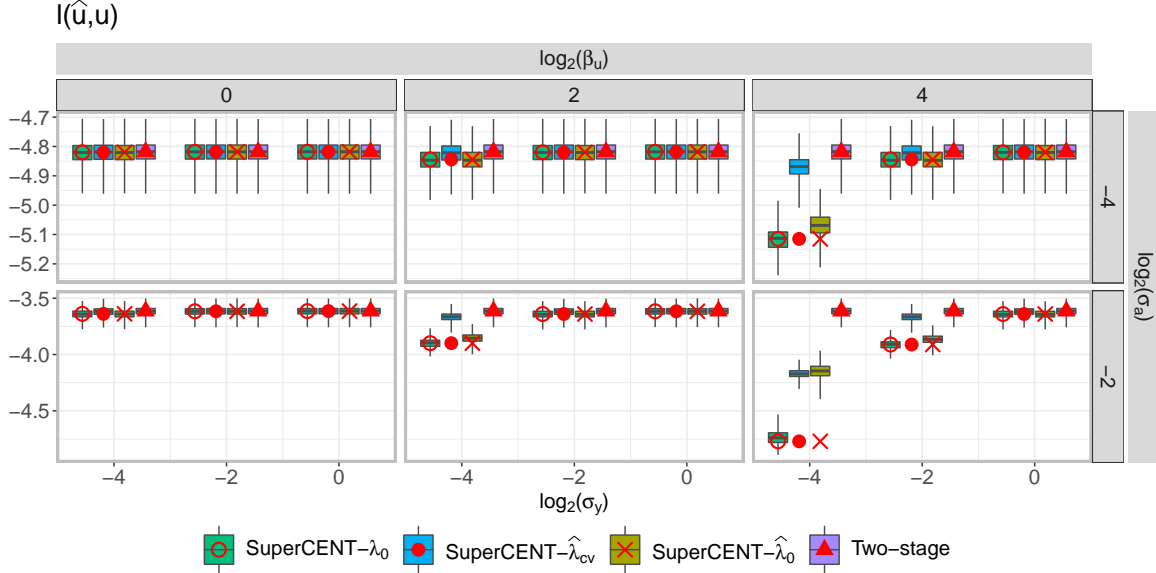 l(û,u)
log₂(βᵤ)
0 2 4
−4.7
−4.8
−4.9
−5.0
−5.1
−5.2
−4
−3.5
−4.0
−4.5
−2
log₂(σₐ)
−4 −2 0 −4 −2 0 −4 −2 0
log₂(σ_y)
SuperCENT−λ₀ SuperCENT−λ̂_cv SuperCENT−λ̂₀ Two−stage